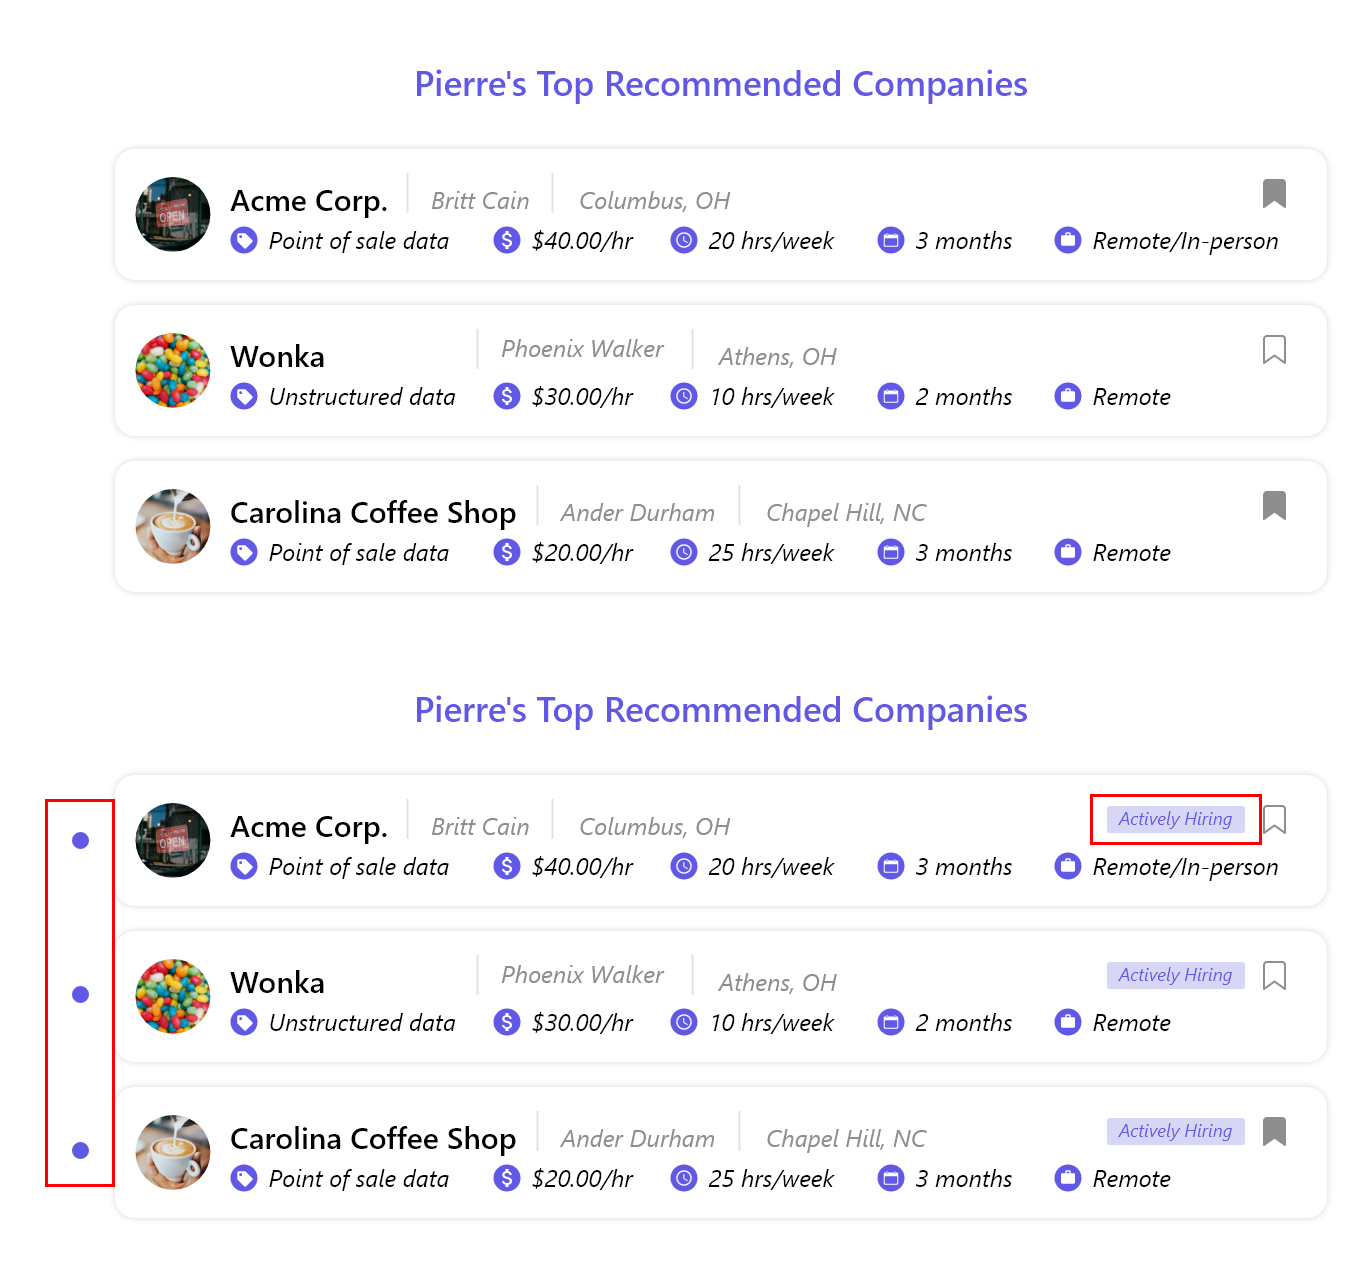 Pierre's Top Recommended Companies
Acme Corp. Britt Cain Columbus, OH
Point of sale data $40.00/hr 20 hrs/week 3 months Remote/In-person
Wonka Phoenix Walker Athens, OH
Unstructured data $30.00/hr 10 hrs/week 2 months Remote
Carolina Coffee Shop Ander Durham Chapel Hill, NC
Point of sale data $20.00/hr 25 hrs/week 3 months Remote
Pierre's Top Recommended Companies
Acme Corp. Britt Cain Columbus, OH Actively Hiring
Point of sale data $40.00/hr 20 hrs/week 3 months Remote/In-person
Wonka Phoenix Walker Athens, OH Actively Hiring
Unstructured data $30.00/hr 10 hrs/week 2 months Remote
Carolina Coffee Shop Ander Durham Chapel Hill, NC Actively Hiring
Point of sale data $20.00/hr 25 hrs/week 3 months Remote